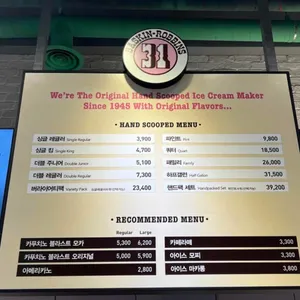 BASKIN-ROBBINS
31
We're The Original Hand Scooped Ice Cream Maker
Since 1945 With Original Flavors...
• HAND SCOOPED MENU •
싱글 레귤러 Single Regular 3,900
싱글 킹 Single King 4,700
더블 주니어 Double Junior 5,100
더블 레귤러 Double Regular 7,300
버라이어티팩 Variety Pack 23,400
파인트 Pint 9,800
쿼터 Quart 18,500
패밀리 Family 26,000
하프갤런 Half Gallon 31,500
핸드팩 세트 Handpacked Set 39,200
• RECOMMENDED MENU •
Regular Large
카푸치노 블라스트 모카 5,300 6,200
카푸치노 블라스트 오리지널 5,000 5,900
아메리카노 2,800
카페라떼 3,300
아이스 모찌 3,300
아이스 마카롱 3,800